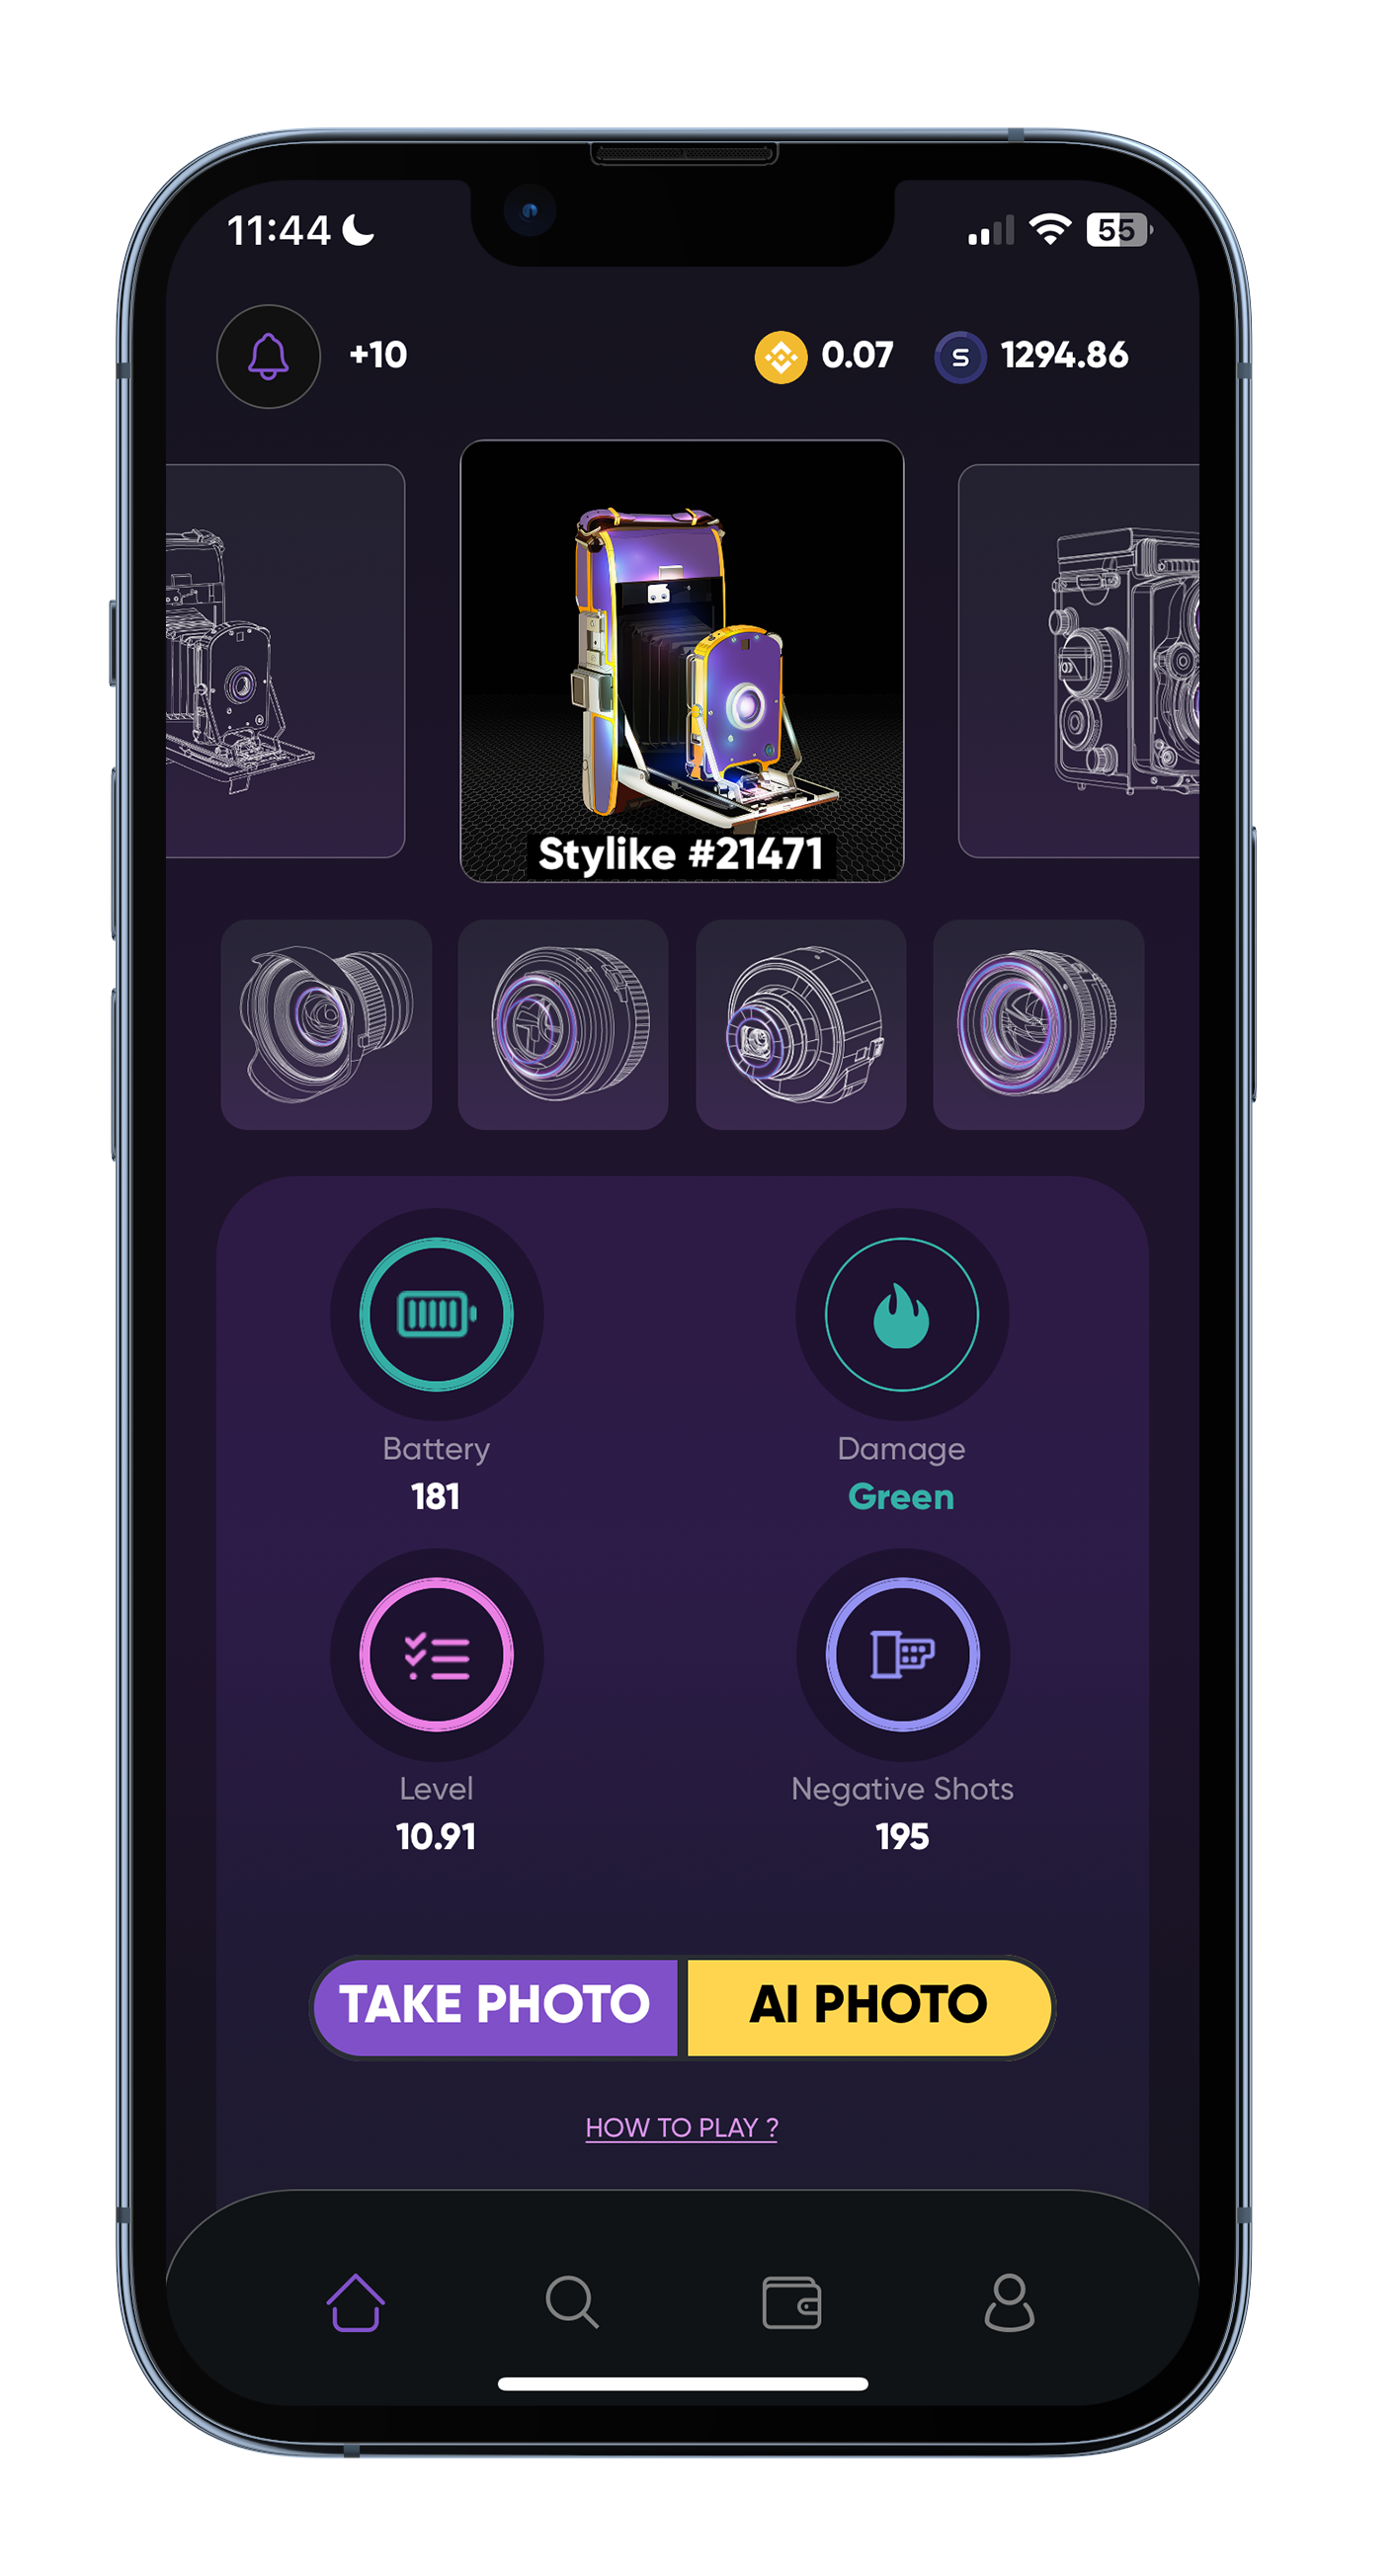 11:44
55
+10
0.07
S
1294.86
Stylike #21471
Battery
181
Damage
Green
Level
10.91
Negative Shots
195
TAKE PHOTO
AI PHOTO
HOW TO PLAY ?